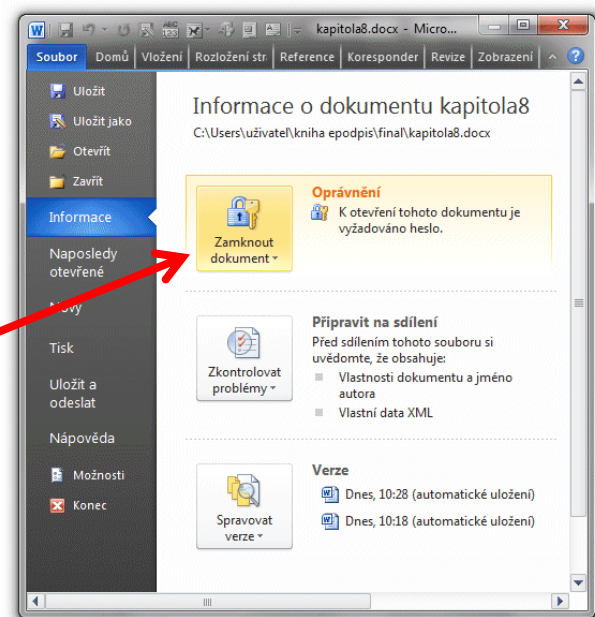 kapitola8.docx - Micro...
Soubor Domů Vložení Rozložení str. Reference Koresponder Revize Zobrazení
Uložit
Uložit jako
Otevřít
Zavřít
Informace
Naposledy
otevřené
Nový
Tisk
Uložit a
odeslat
Nápověda
Možnosti
Konec
Informace o dokumentu kapitola8
C:\Users\uživatel\kniha epodpis\final\kapitola8.docx
Zamknout
dokument
Oprávnění
K otevření tohoto dokumentu je
vyžadováno heslo.
Zkontrolovat
problémy
Připravit na sdílení
Před sdílením tohoto souboru si
uvědomte, že obsahuje:
Vlastnosti dokumentu a jméno
autora
Vlastní data XML
Spravovat
verze
Verze
Dnes, 10:28 (automatické uložení)
Dnes, 10:18 (automatické uložení)